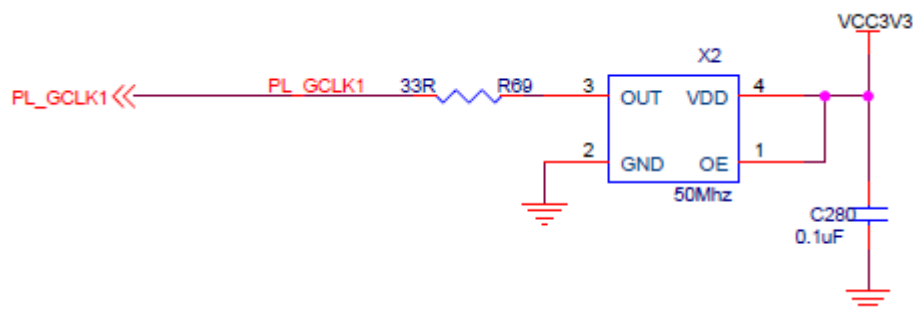 VCC3V3
X2
PL_GCLK1 PL_GCLK1 33R R69 3 OUT VDD 4
2 GND OE 1
50Mhz
C280
0.1uF